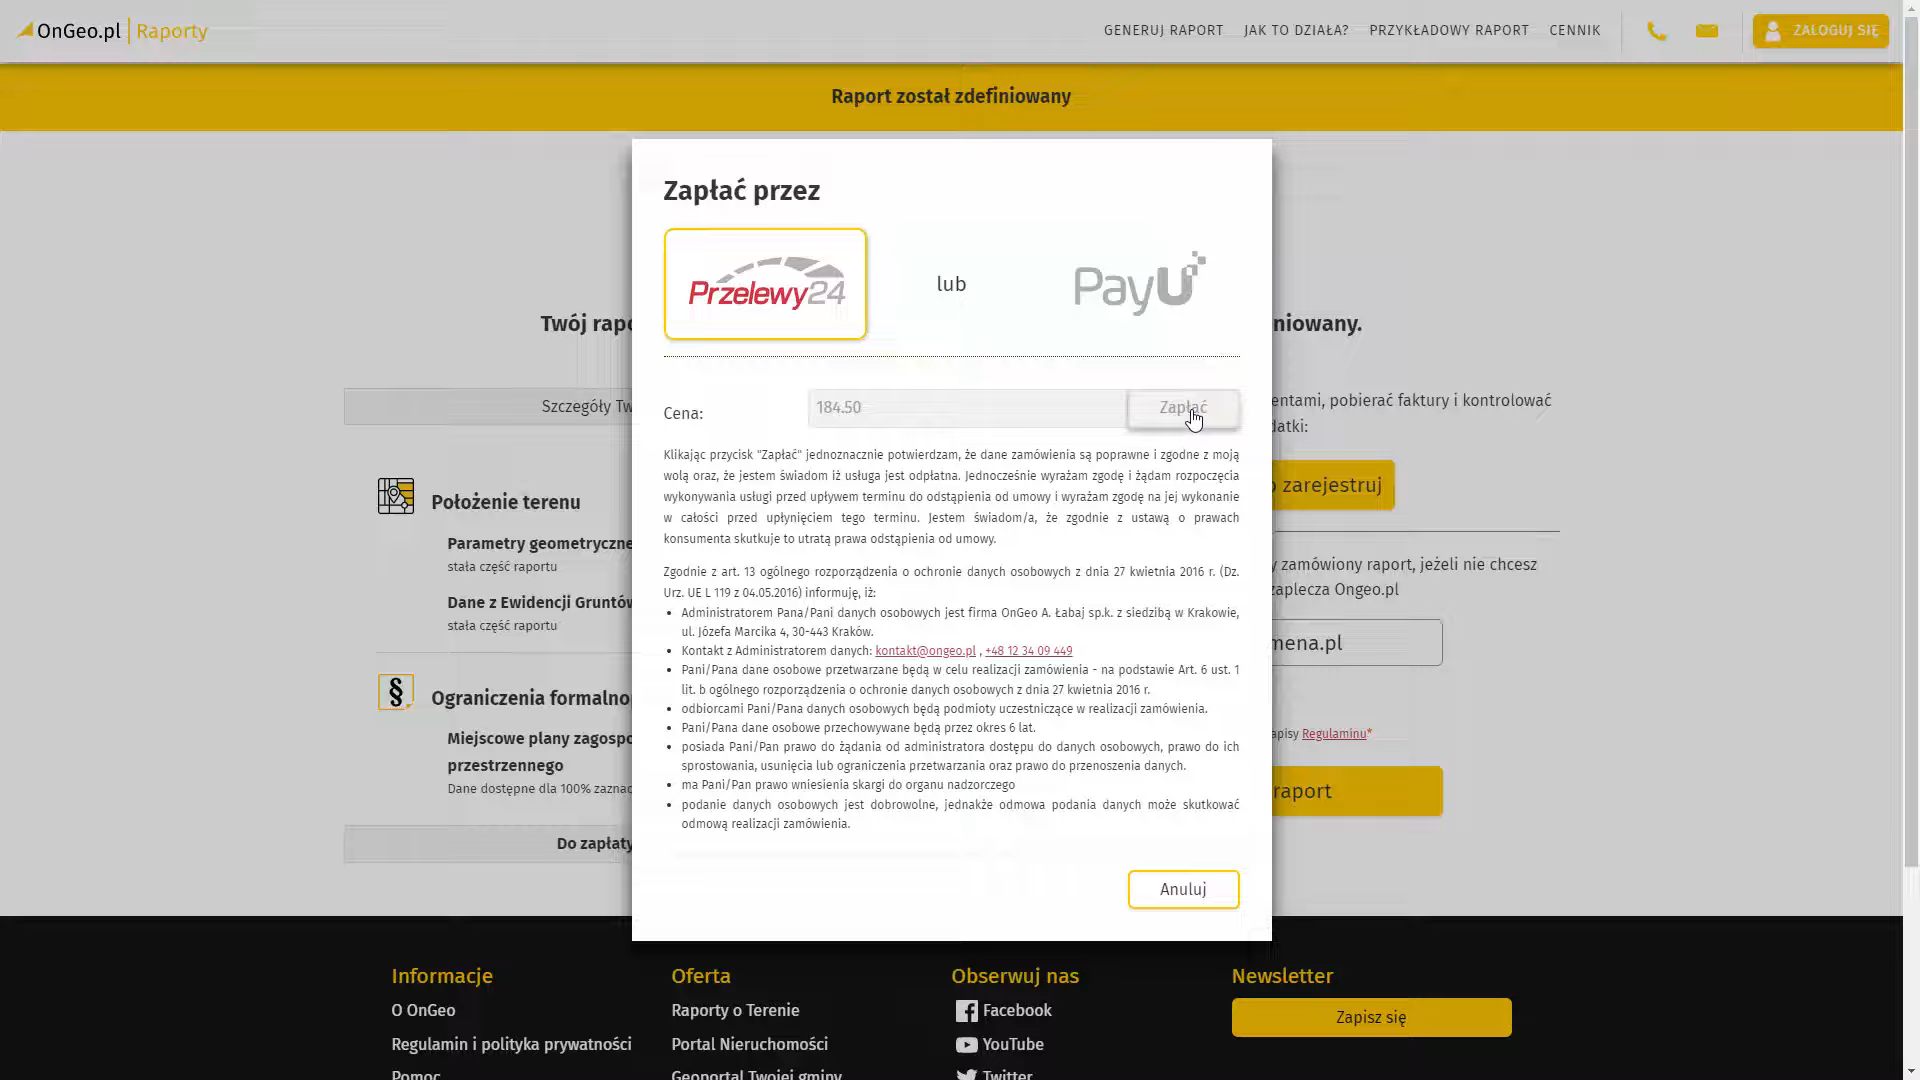 OnGeo.pl Raporty
GENERUJ RAPORT JAK TO DZIAŁA? PRZYKŁADOWY RAPORT CENNIK ZALOGUJ SIĘ
Raport został zdefiniowany
Zapłać przez
Przelewy24 lub PayU
Cena: 184.50 Zapłać
Klikając przycisk "Zapłać" jednoznacznie potwierdzam, że dane zamówienia są poprawne i zgodne z moją
wolą oraz, że jestem świadom iż usługa jest odpłatna. Jednocześnie wyrażam zgodę i żądam rozpoczęcia
wykonywania usługi przed upływem terminu do odstąpienia od umowy i wyrażam zgodę na jej wykonanie
w całości przed upłynięciem tego terminu. Jestem świadom/a, że zgodnie z ustawą o prawach
konsumenta skutkuje to utratą prawa odstąpienia od umowy.
Zgodnie z art. 13 ogólnego rozporządzenia o ochronie danych osobowych z dnia 27 kwietnia 2016 r. (Dz.
Urz. UE L 119 z 04.05.2016) informuję, iż:
• Administratorem Pana/Pani danych osobowych jest firma OnGeo A. Łabaj sp.k. z siedzibą w Krakowie,
ul. Józefa Marcika 4, 30-443 Kraków.
• Kontakt z Administratorem danych: kontakt@ongeo.pl , +48 12 34 09 449
• Pani/Pana dane osobowe przetwarzane będą w celu realizacji zamówienia - na podstawie Art. 6 ust. 1
lit. b ogólnego rozporządzenia o ochronie danych osobowych z dnia 27 kwietnia 2016 r.
• odbiorcami Pani/Pana danych osobowych będą podmioty uczestniczące w realizacji zamówienia.
• Pani/Pana dane osobowe przechowywane będą przez okres 6 lat.
• posiada Pani/Pan prawo do żądania od administratora dostępu do danych osobowych, prawo do ich
sprostowania, usunięcia lub ograniczenia przetwarzania oraz prawo do przenoszenia danych.
• ma Pani/Pan prawo wniesienia skargi do organu nadzorczego
• podanie danych osobowych jest dobrowolne, jednakże odmowa podania danych może skutkować
odmową realizacji zamówienia.
Anuluj
Twój rapo
Szczegóły Tw
Położenie terenu
Parametry geometryczne
stała część raportu
Dane z Ewidencji Gruntów
stała część raportu
§ Ograniczenia formalno
Miejscowe plany zagospo
przestrzennego
Dane dostępne dla 100% zaznac
Do zapłaty
niowany.
entami, pobierać faktury i kontrolować
datki:
zarejestruj
y zamówiony raport, jeżeli nie chcesz
zaplecza Ongeo.pl
mena.pl
apisy Regulaminu*
raport
Informacje
O OnGeo
Regulamin i polityka prywatności
Pomoc
Oferta
Raporty o Terenie
Portal Nieruchomości
Geoportal Twojej gminy
Obserwuj nas
Facebook
YouTube
Twitter
Newsletter
Zapisz się